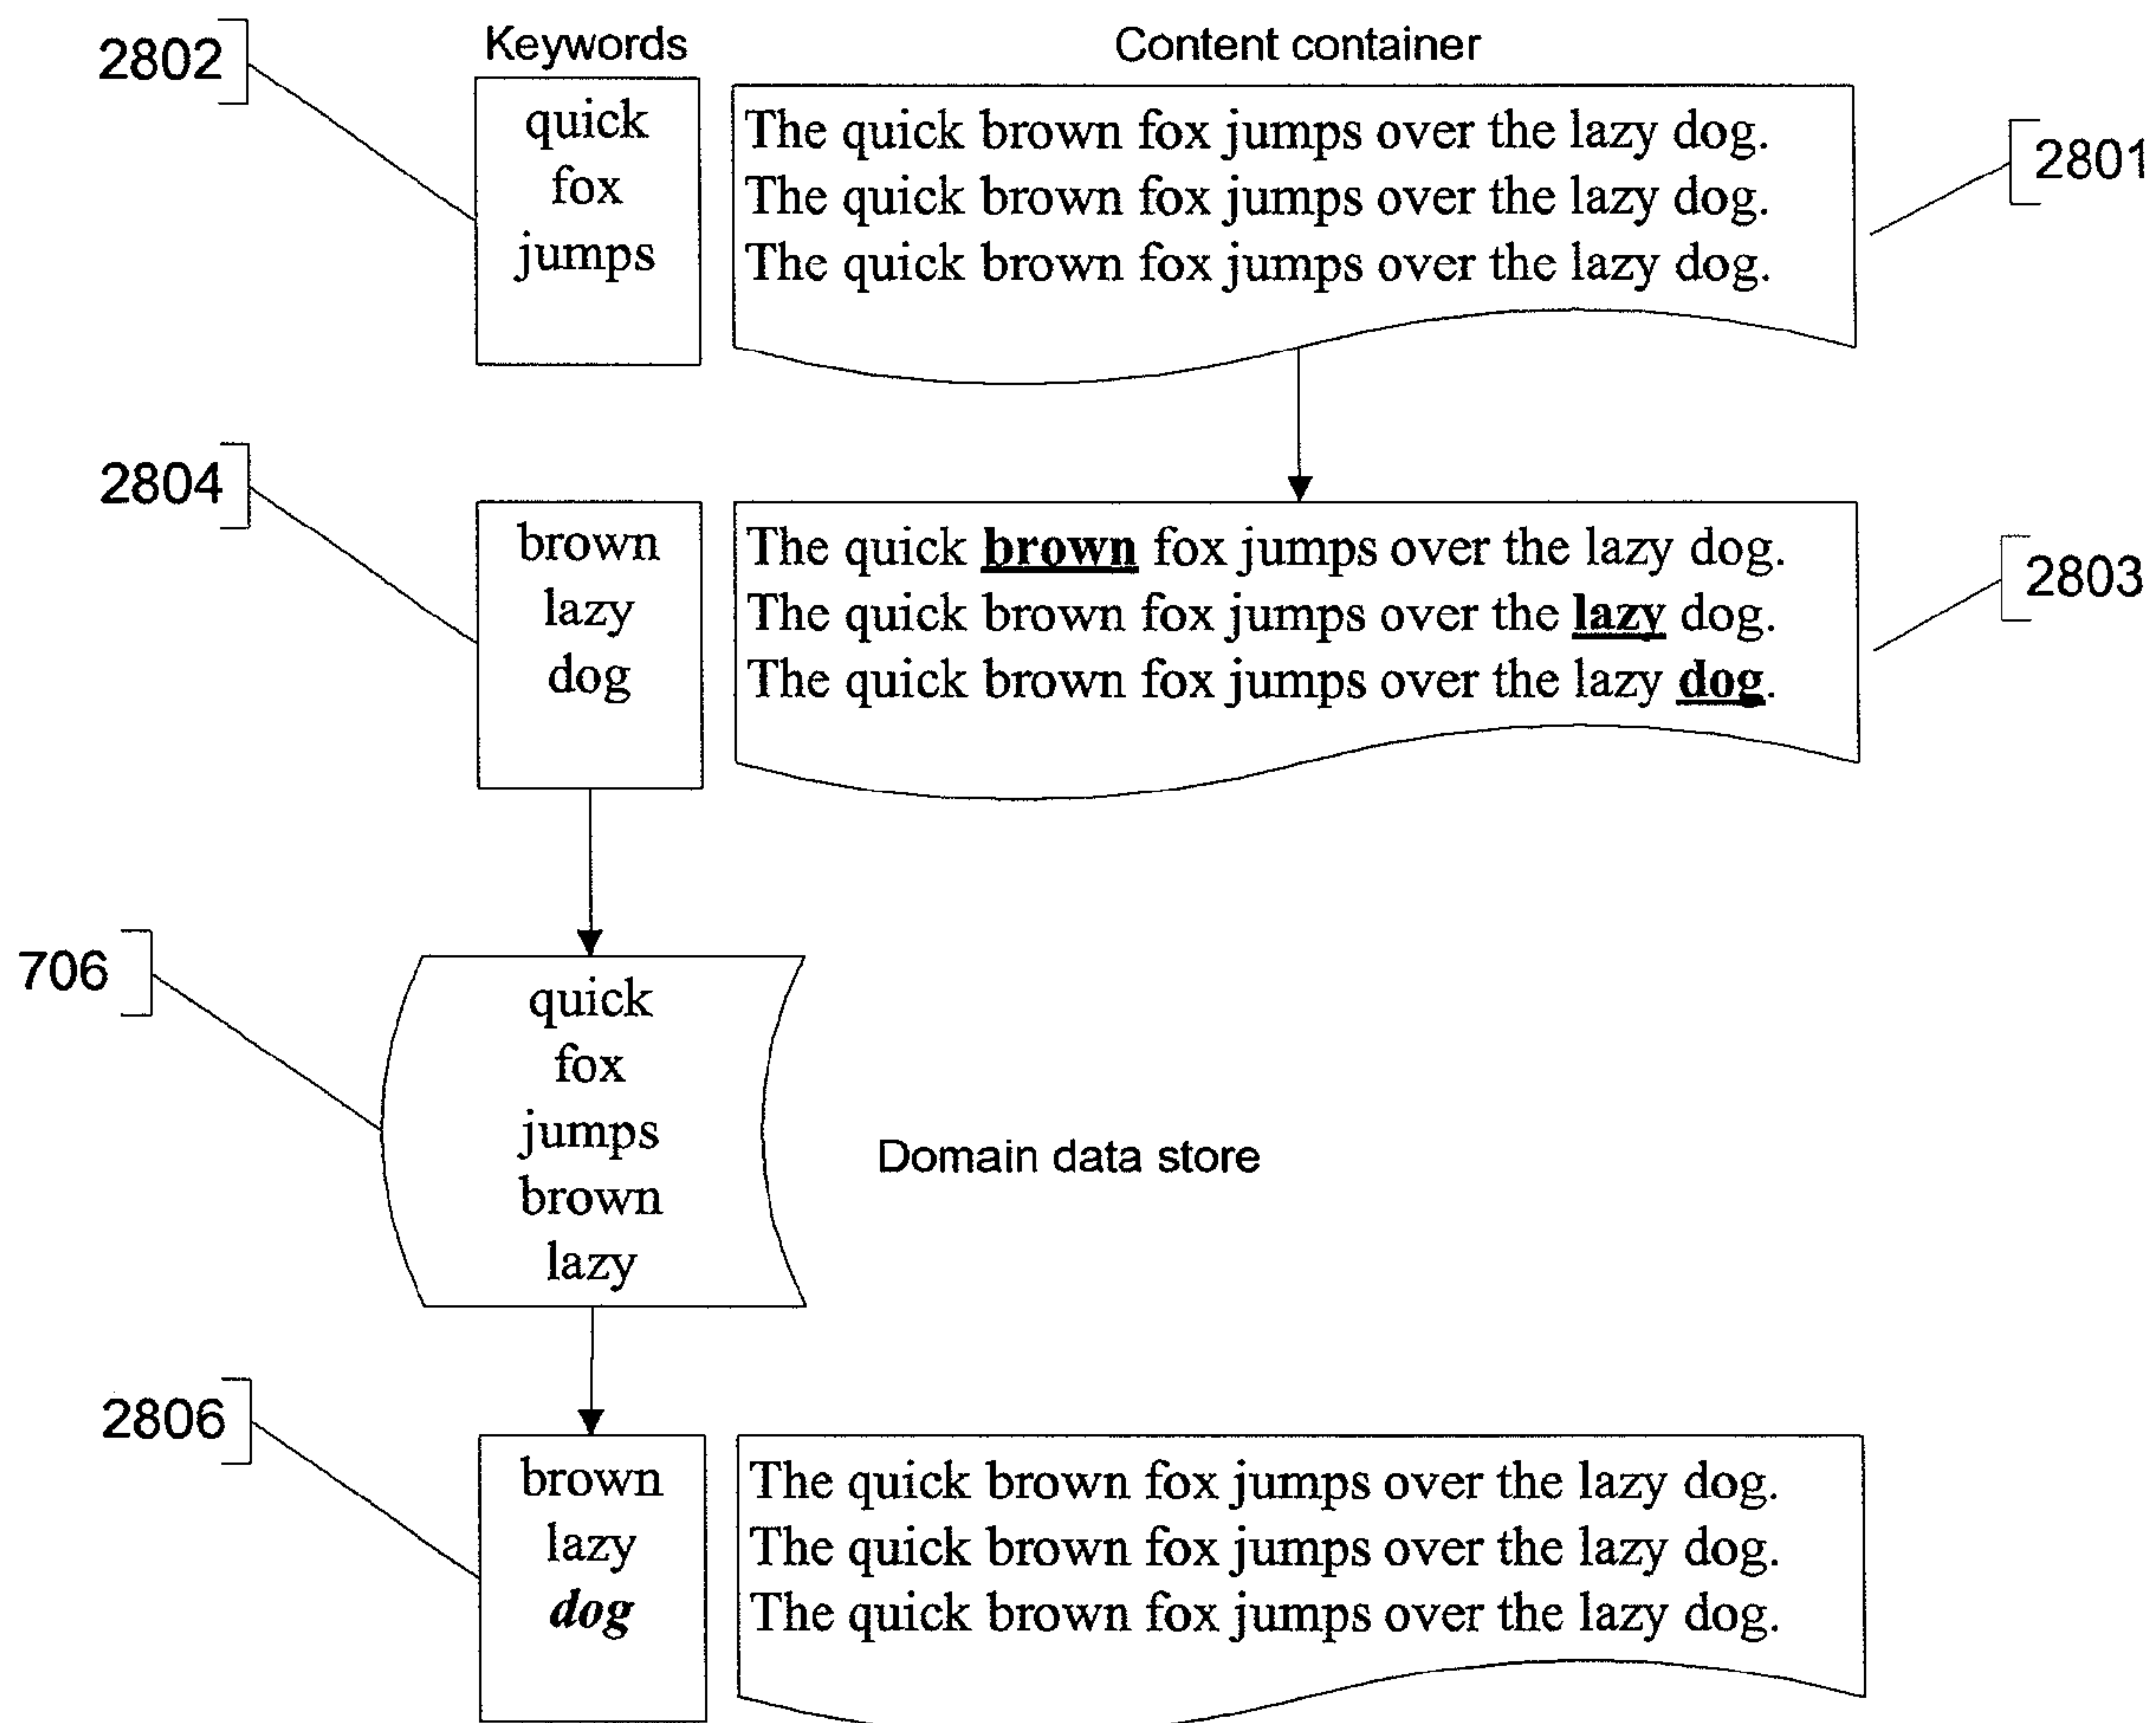 2802
Keywords
Content container
quick
fox
jumps
The quick brown fox jumps over the lazy dog.
The quick brown fox jumps over the lazy dog.
The quick brown fox jumps over the lazy dog.
2801
2804
brown
lazy
dog
The quick brown fox jumps over the lazy dog.
The quick brown fox jumps over the lazy dog.
The quick brown fox jumps over the lazy dog.
2803
706
quick
fox
jumps
brown
lazy
Domain data store
2806
brown
lazy
dog
The quick brown fox jumps over the lazy dog.
The quick brown fox jumps over the lazy dog.
The quick brown fox jumps over the lazy dog.